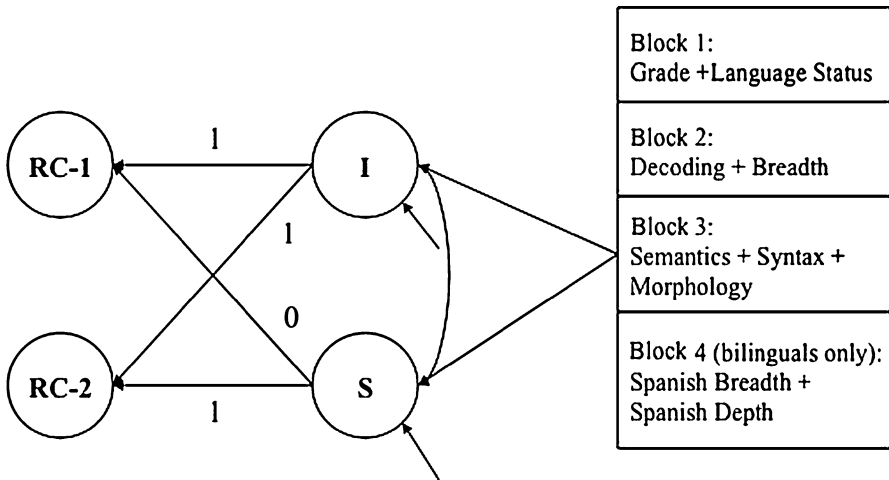 Block 1:
Grade +Language Status
1
RC-1
I
Block 2:
Decoding + Breadth
1
Block 3:
Semantics + Syntax +
Morphology
0
RC-2
S
1
Block 4 (bilinguals only):
Spanish Breadth +
Spanish Depth